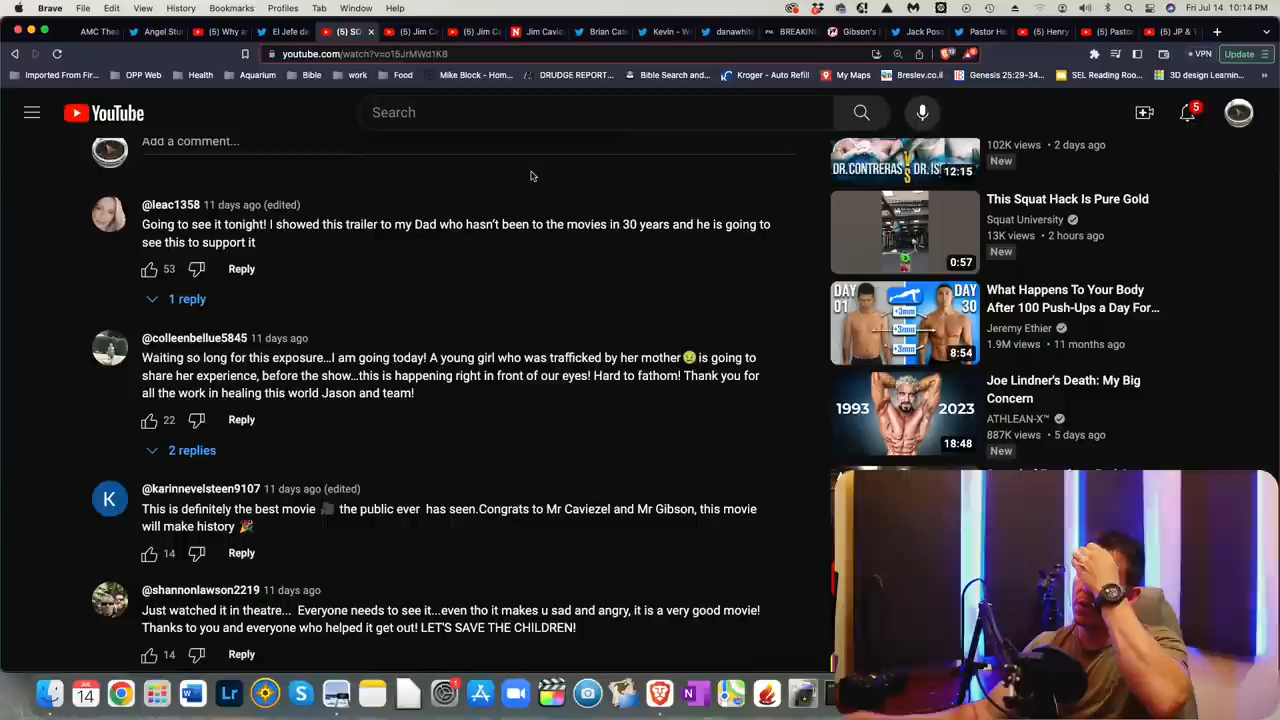 Brave File Edit View History Bookmarks Profiles Tab Window Help Fri Jul 14 10:14 PM
AMC Thea (5) Why ar El Jefe de (5) SO (5) Jim Ca (5) Jim Ca Jim Cavie Brian Cate Kevin - W danawhite BREAKIN Gibson's Jack Poso Pastor He (5) Henry (5) Pastor (5) JP & T
youtube.com/watch?v=o15JrMWd1K8 VPN Update
Imported From Fir... OPP Web Health Aquarium Bible work Food Mike Block - Hom... DRUDGE REPORT... Bible Search and... Kroger - Auto Refill My Maps Breslev.co.il Genesis 25:29-34... SEL Reading Roo... 3D design Learnin... »
YouTube
Search
5
Add a comment...
@leac1358 11 days ago (edited)
Going to see it tonight! I showed this trailer to my Dad who hasn't been to the movies in 30 years and he is going to
see this to support it
53 Reply
1 reply
@colleenbellue5845 11 days ago
Waiting so long for this exposure...I am going today! A young girl who was trafficked by her mother🤢is going to
share her experience, before the show...this is happening right in front of our eyes! Hard to fathom! Thank you for
all the work in healing this world Jason and team!
22 Reply
2 replies
K
@karinnevelsteen9107 11 days ago (edited)
This is definitely the best movie 🎥 the public ever has seen.Congrats to Mr Caviezel and Mr Gibson, this movie
will make history 🎉
14 Reply
@shannonlawson2219 11 days ago
Just watched it in theatre... Everyone needs to see it...even tho it makes u sad and angry, it is a very good movie!
Thanks to you and everyone who helped it get out! LET'S SAVE THE CHILDREN!
14 Reply
102K views • 2 days ago
New
DR. CONTRERAS VS DR. IS
12:15
This Squat Hack Is Pure Gold
Squat University
13K views • 2 hours ago
New
0:57
DAY 01
DAY 30
+3mm
+3mm
+3mm
8:54
What Happens To Your Body
After 100 Push-Ups a Day For...
Jeremy Ethier
1.9M views • 11 months ago
1993 2023
18:48
Joe Lindner's Death: My Big
Concern
ATHLEAN-X™
887K views • 5 days ago
New
JUL
14
W Lr S 1 N